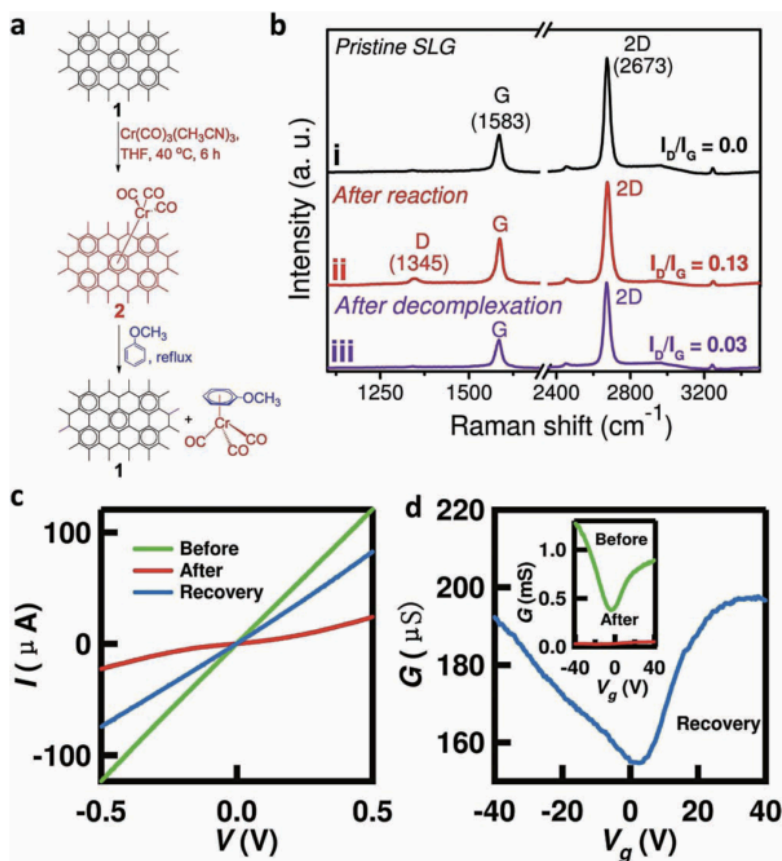 a
1
Cr(CO)3(CH3CN)3,
THF, 40 °C, 6 h
OC
CO
Cr
CO
2
OCH3
, reflux
1
+
OCH3
OC
Cr
CO
CO
b
Pristine SLG
2D
(2673)
G
(1583)
i
ID/IG = 0.0
After reaction
2D
D
(1345)
G
ii
ID/IG = 0.13
After decomplexation
2D
G
iii
ID/IG = 0.03
Intensity (a. u.)
1250 1500 2400 2800 3200
Raman shift (cm-1)
c
100
0
-100
I (μ A)
Before
After
Recovery
-0.5 0.0 0.5
V (V)
d
220
200
180
160
G (μS)
1.0
0.5
0.0
G (mS)
Before
After
-40 0 40
Vg (V)
Recovery
-40 -20 0 20 40
Vg (V)